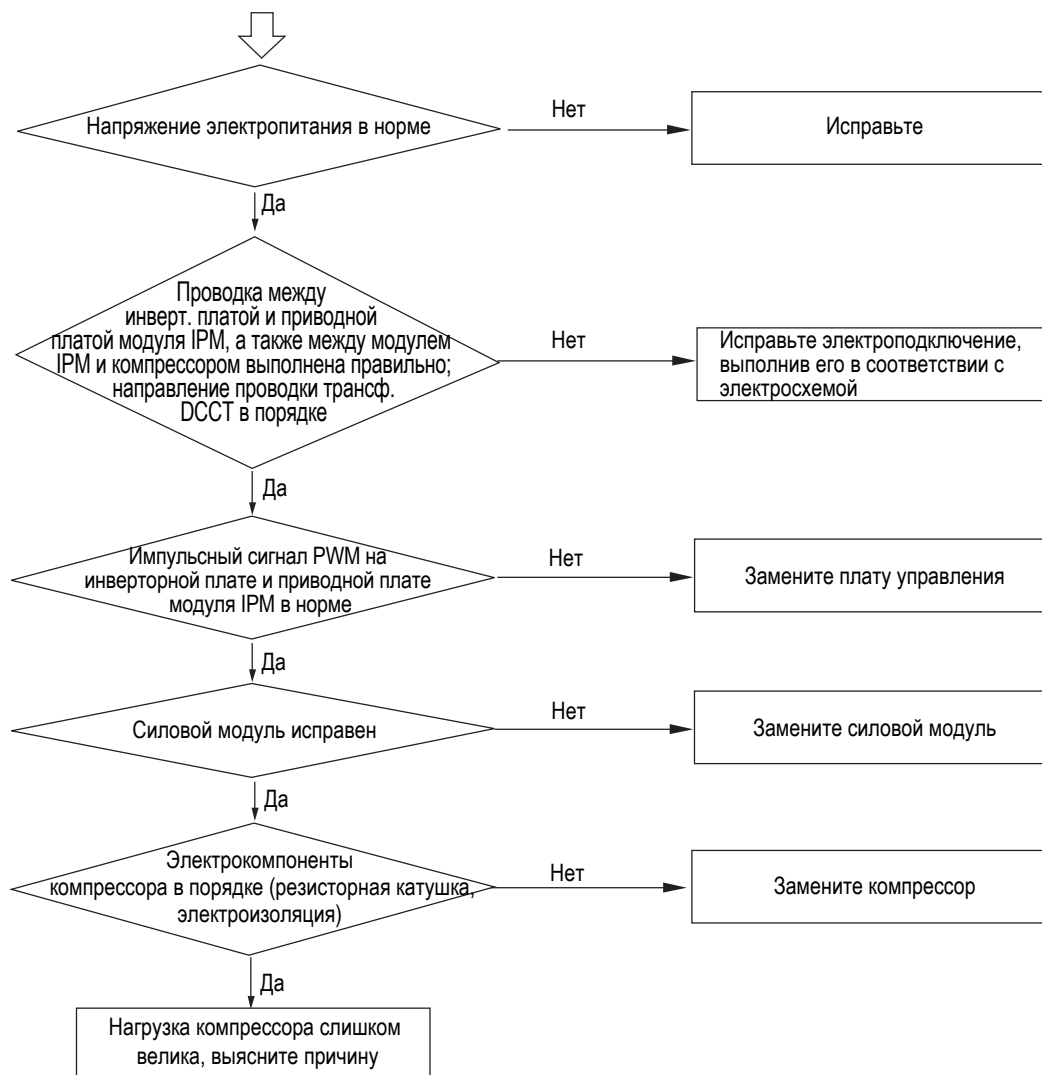 Напряжение электропитания в норме
Нет
Исправьте
Да
Проводка между
инверт. платой и приводной
платой модуля IPM, а также между модулем
IPM и компрессором выполнена правильно;
направление проводки трансф.
DCCT в порядке
Нет
Исправьте электроподключение,
выполнив его в соответствии с
электросхемой
Да
Импульсный сигнал PWM на
инверторной плате и приводной плате
модуля IPM в норме
Нет
Замените плату управления
Да
Силовой модуль исправен
Нет
Замените силовой модуль
Да
Электрокомпоненты
компрессора в порядке (резисторная катушка,
электроизоляция)
Нет
Замените компрессор
Да
Нагрузка компрессора слишком
велика, выясните причину